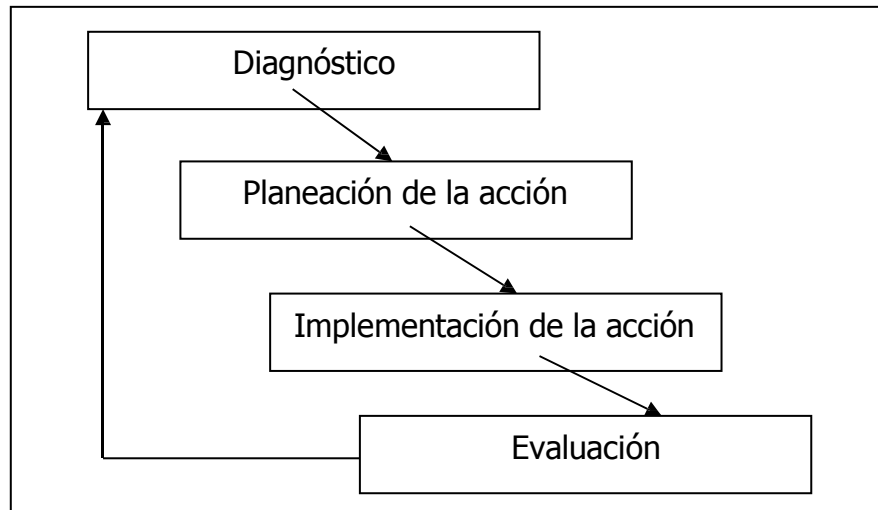 Diagnóstico
Planeación de la acción
Implementación de la acción
Evaluación